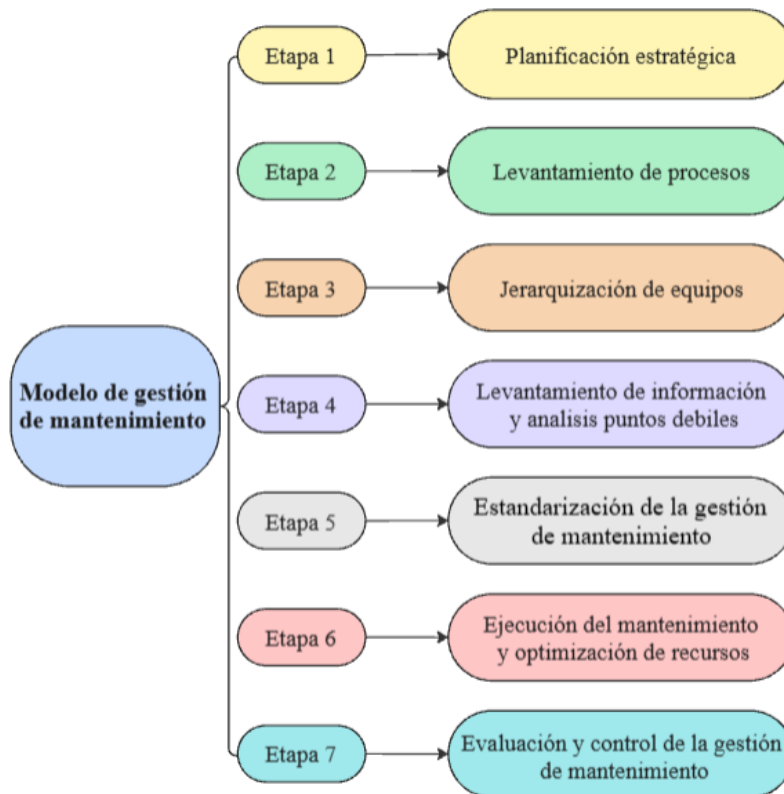 Etapa 1
Planificación estratégica
Etapa 2
Levantamiento de procesos
Etapa 3
Jerarquización de equipos
Modelo de gestión
de mantenimiento
Etapa 4
Levantamiento de información
y analisis puntos debiles
Etapa 5
Estandarización de la gestión
de mantenimiento
Etapa 6
Ejecución del mantenimiento
y optimización de recursos
Etapa 7
Evaluación y control de la gestión
de mantenimiento